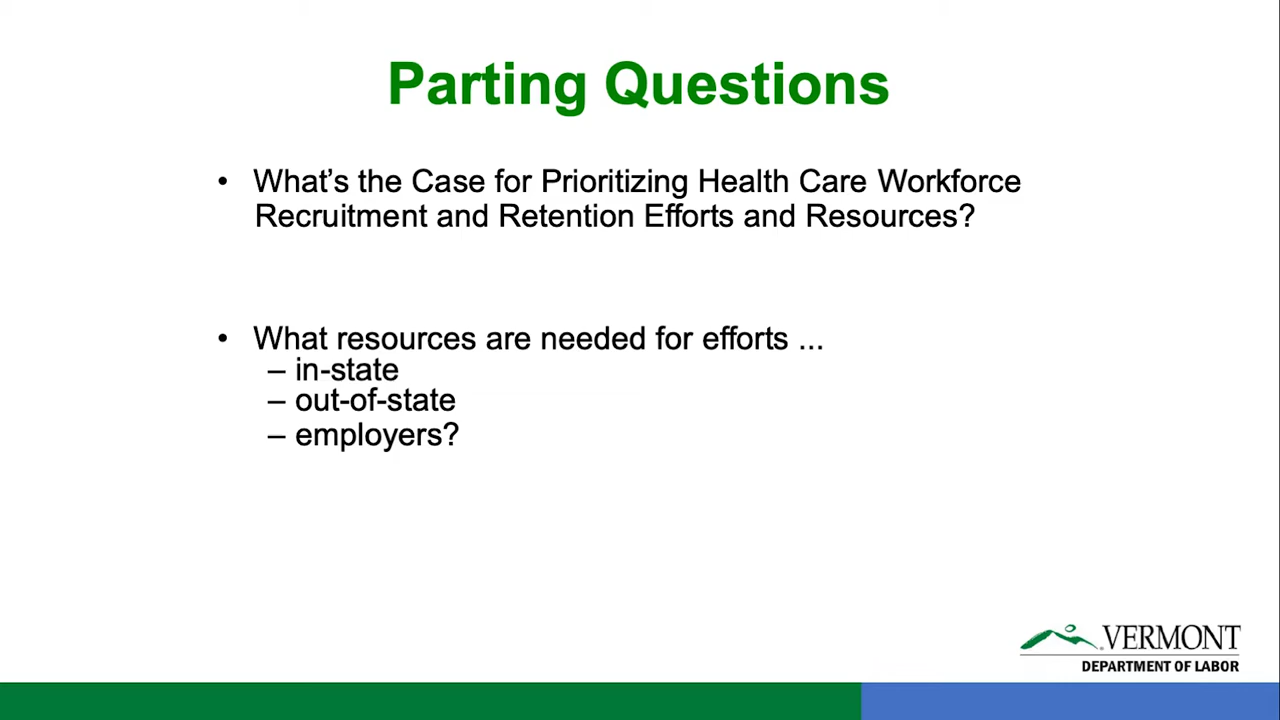 Parting Questions
• What’s the Case for Prioritizing Health Care Workforce
Recruitment and Retention Efforts and Resources?
• What resources are needed for efforts ...
– in-state
– out-of-state
– employers?
VERMONT
DEPARTMENT OF LABOR